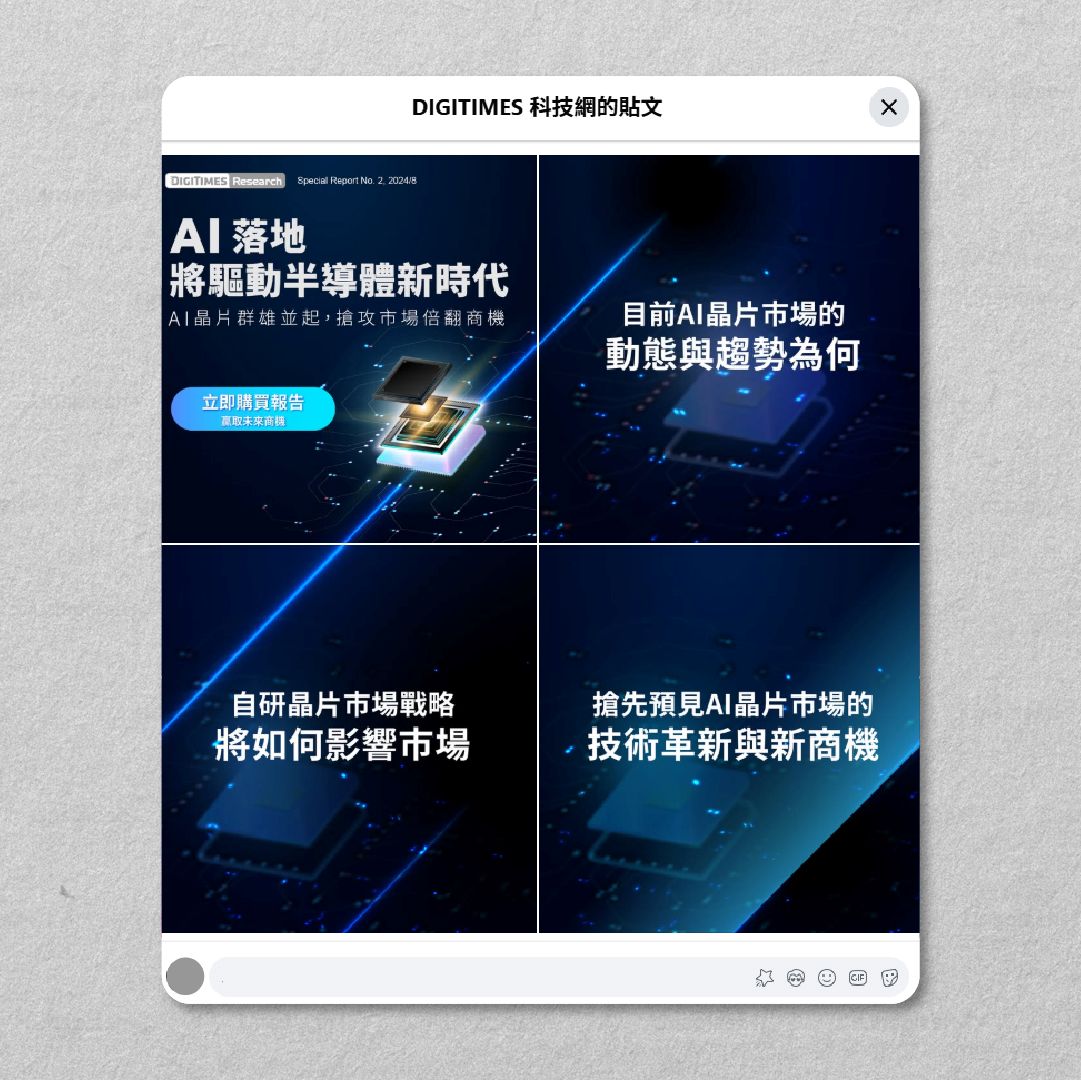 DIGITIMES 科技網的貼文
DIGITIMES Research Special Report No. 2, 2024/8
AI 落地
將驅動半導體新時代
AI晶片群雄並起，搶攻市場倍翻商機
立即購買報告
贏取未來商機
目前AI晶片市場的
動態與趨勢為何
自研晶片市場戰略
將如何影響市場
搶先預見AI晶片市場的
技術革新與新商機
GIF